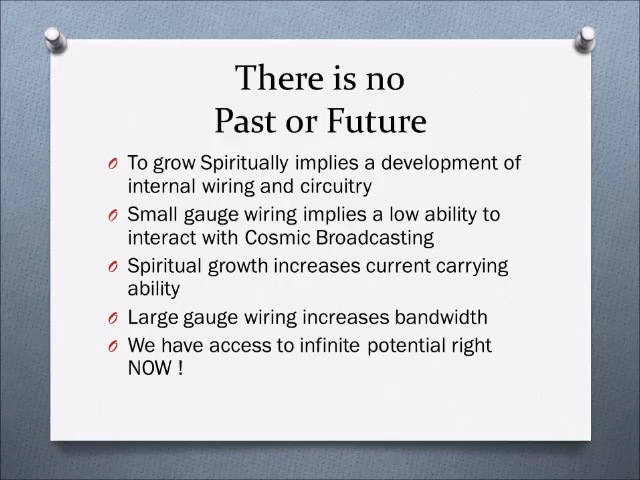 There is no
Past or Future
To grow Spiritually implies a development of
internal wiring and circuitry
Small gauge wiring implies a low ability to
interact with Cosmic Broadcasting
Spiritual growth increases current carrying
ability
Large gauge wiring increases bandwidth
We have access to infinite potential right
NOW !